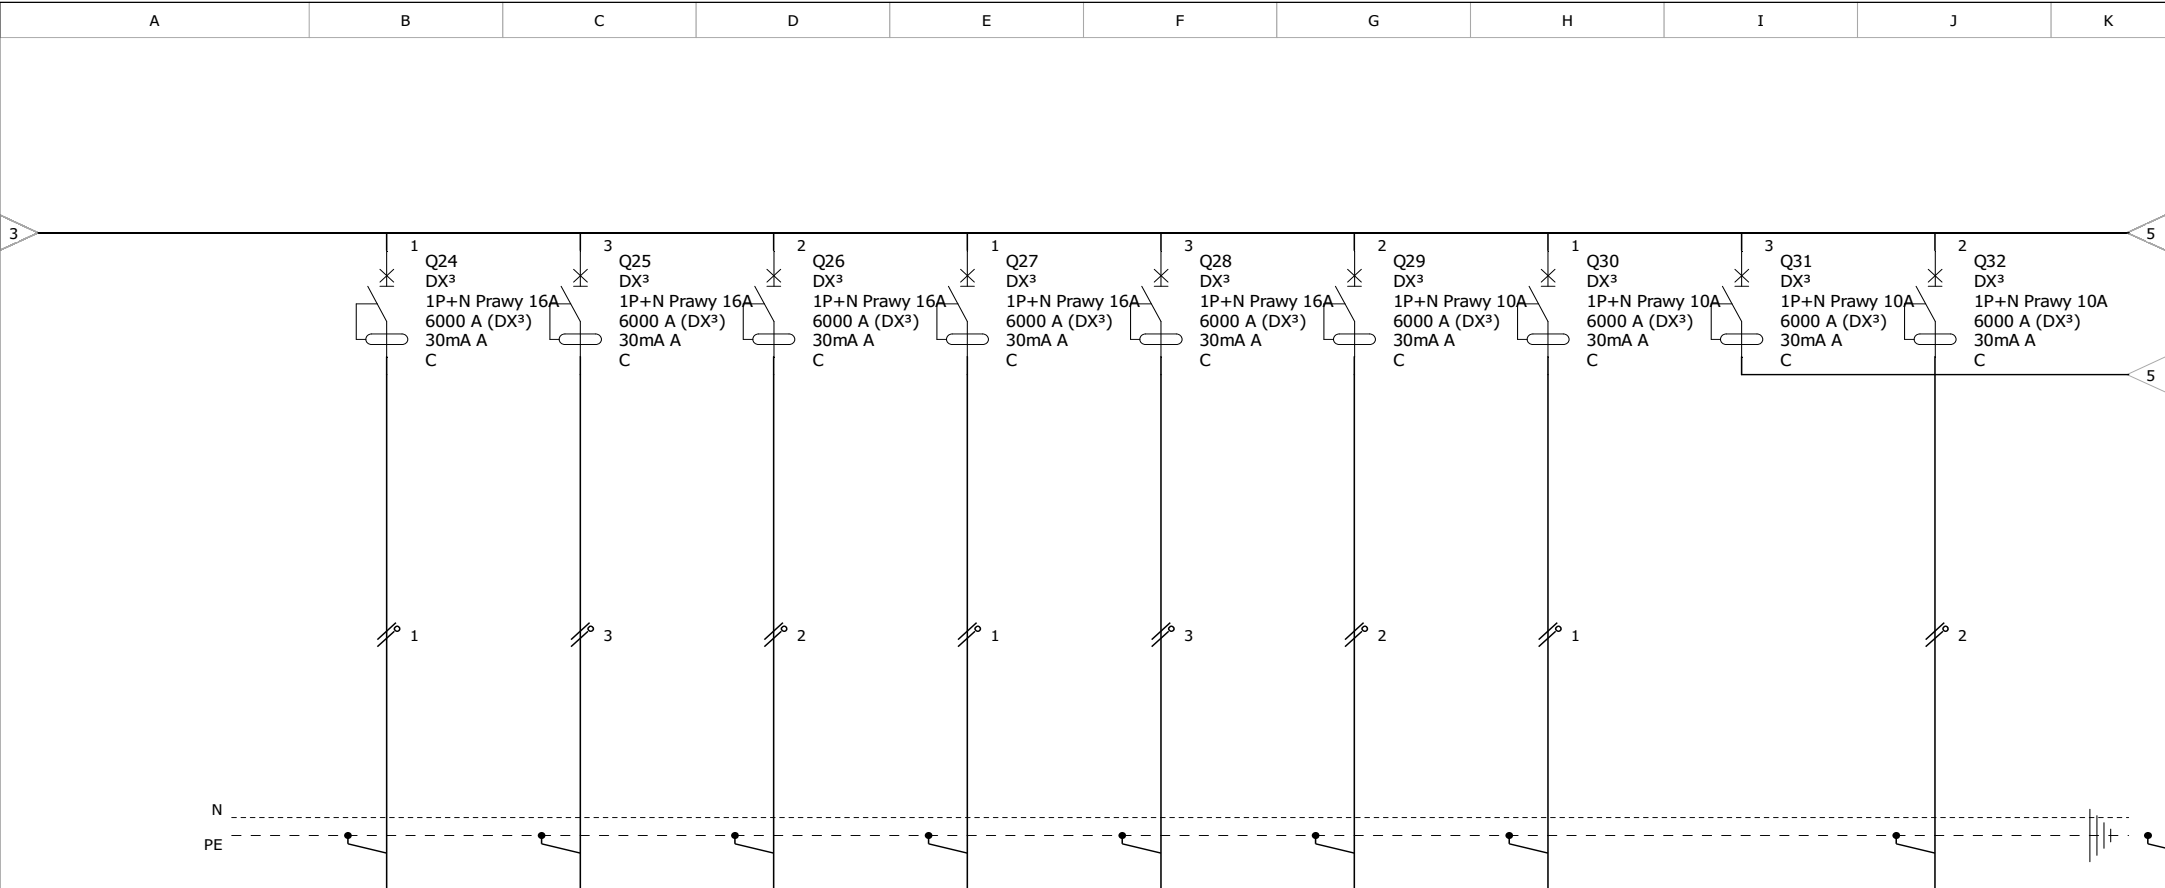 A B C D E F G H I J K
3
5
1
Q24
DX³
1P+N Prawy 16A
6000 A (DX³)
30mA A
C
3
Q25
DX³
1P+N Prawy 16A
6000 A (DX³)
30mA A
C
2
Q26
DX³
1P+N Prawy 16A
6000 A (DX³)
30mA A
C
1
Q27
DX³
1P+N Prawy 16A
6000 A (DX³)
30mA A
C
3
Q28
DX³
1P+N Prawy 16A
6000 A (DX³)
30mA A
C
2
Q29
DX³
1P+N Prawy 10A
6000 A (DX³)
30mA A
C
1
Q30
DX³
1P+N Prawy 10A
6000 A (DX³)
30mA A
C
3
Q31
DX³
1P+N Prawy 10A
6000 A (DX³)
30mA A
C
2
Q32
DX³
1P+N Prawy 10A
6000 A (DX³)
30mA A
C
5
1 3 2 1 3 2 1 2
N
PE